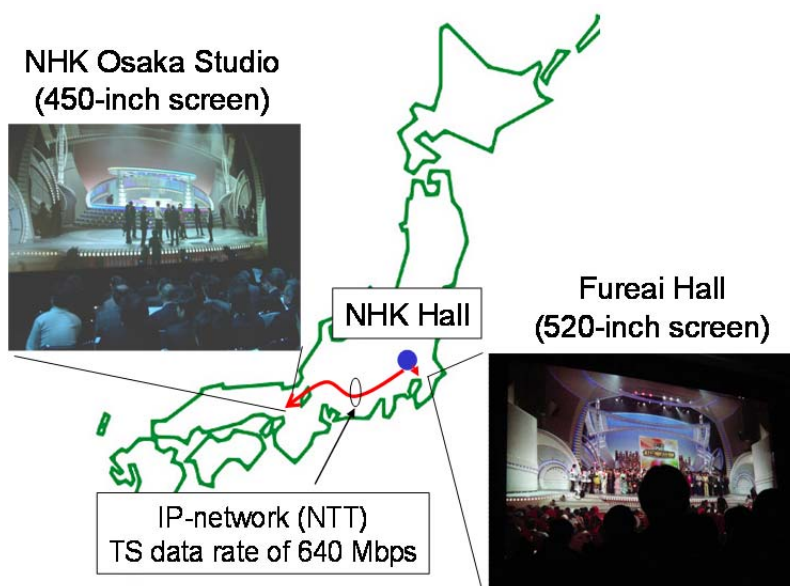 NHK Osaka Studio
(450-inch screen)
NHK Hall
Fureai Hall
(520-inch screen)
IP-network (NTT)
TS data rate of 640 Mbps